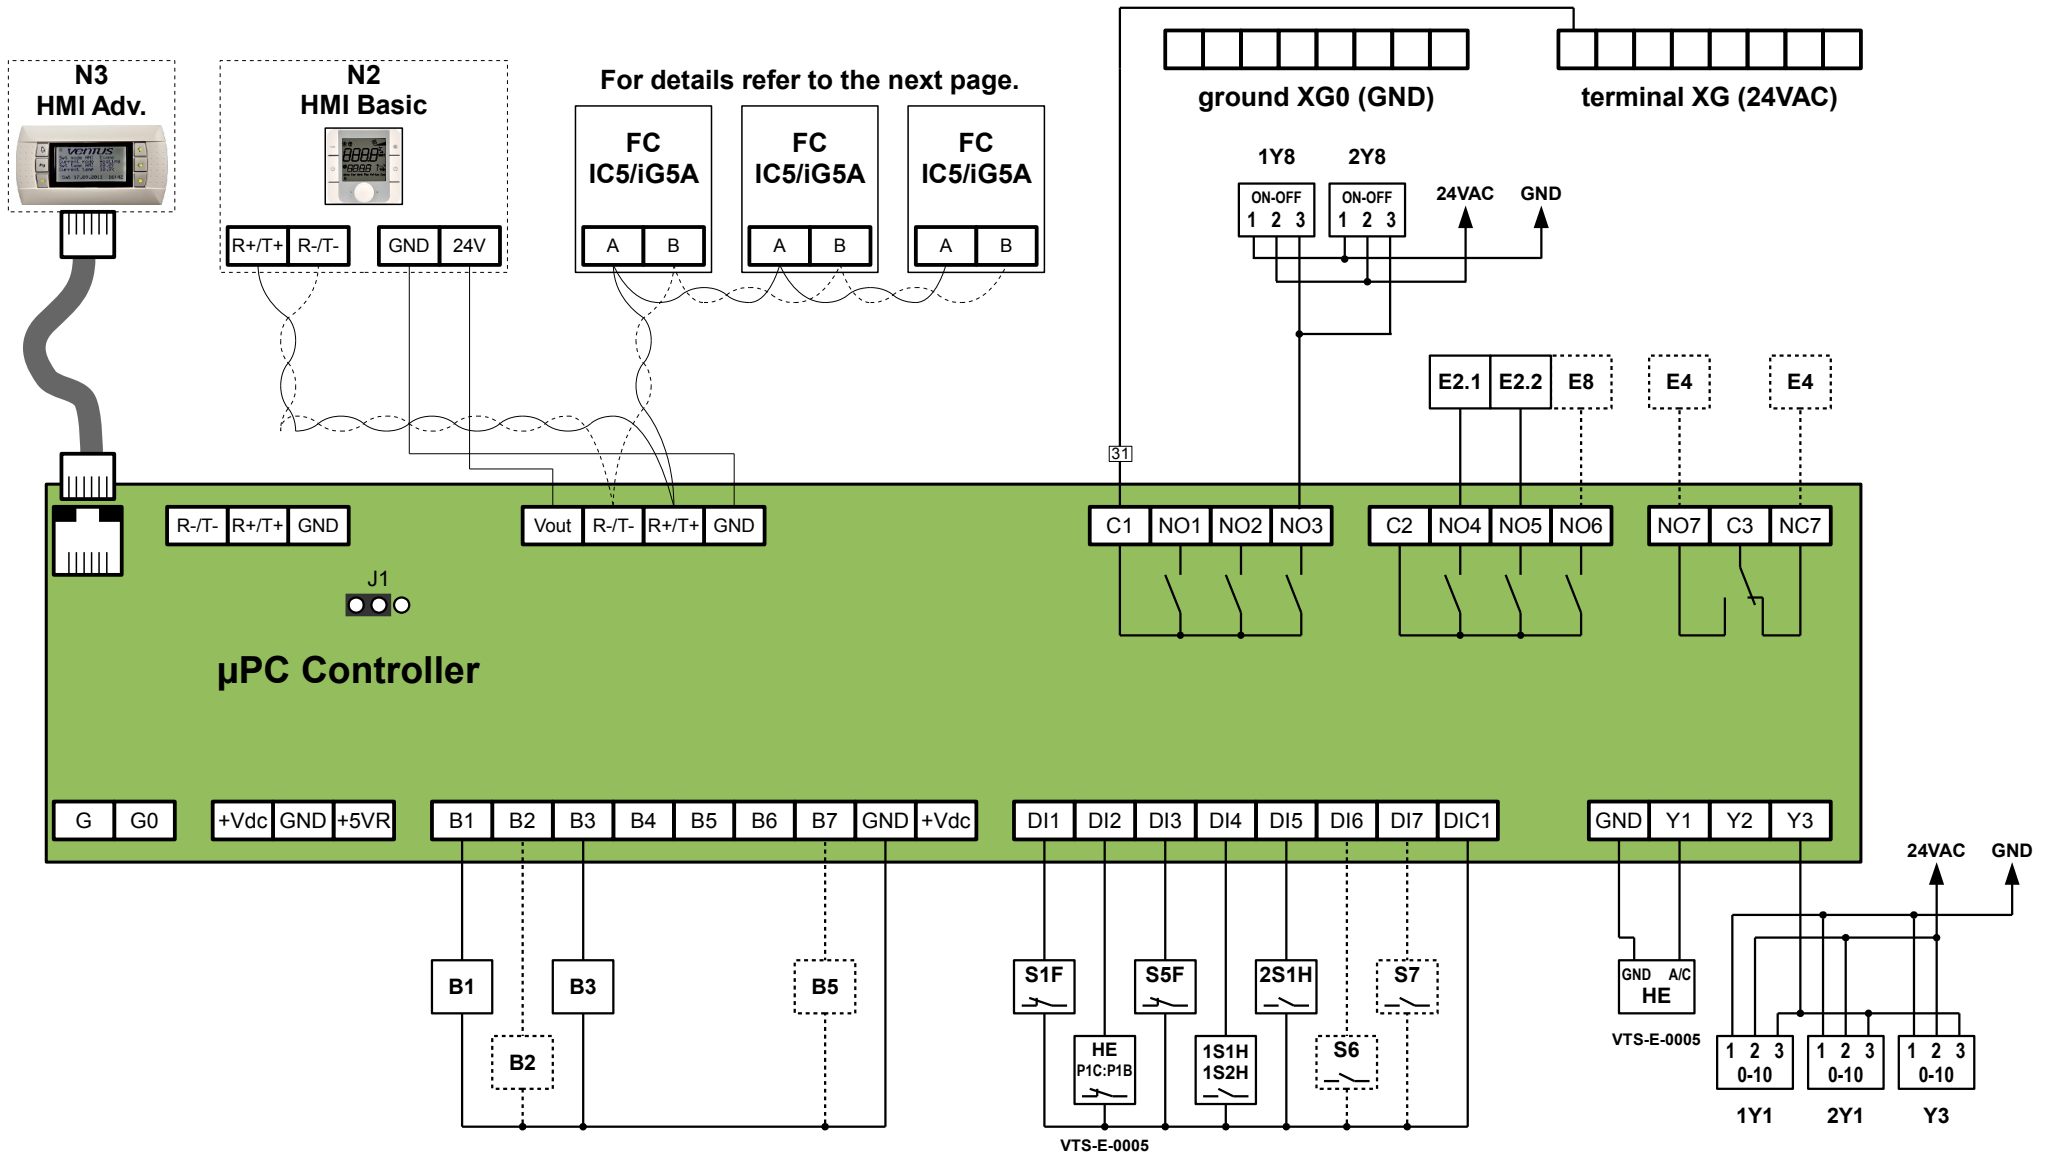 N3
HMI Adv.
VENTUS
N2
HMI Basic
For details refer to the next page.
FC
IC5/iG5A
FC
IC5/iG5A
FC
IC5/iG5A
ground XG0 (GND)
terminal XG (24VAC)
1Y8
2Y8
ON-OFF
1 2 3
ON-OFF
1 2 3
24VAC
GND
R+/T+ R-/T-
GND 24V
A B
A B
A B
E2.1 E2.2 E8
E4
E4
31
R-/T- R+/T+ GND
Vout R-/T- R+/T+ GND
C1 NO1 NO2 NO3
C2 NO4 NO5 NO6
NO7 C3 NC7
J1
µPC Controller
G G0
+Vdc GND +5VR
B1 B2 B3 B4 B5 B6 B7 GND +Vdc
DI1 DI2 DI3 DI4 DI5 DI6 DI7 DIC1
GND Y1 Y2 Y3
24VAC
GND
B1
B3
B5
B2
S1F
S5F
2S1H
S7
HE
P1C:P1B
1S1H
1S2H
S6
VTS-E-0005
GND A/C
HE
VTS-E-0005
1 2 3
0-10
1 2 3
0-10
1 2 3
0-10
1Y1
2Y1
Y3